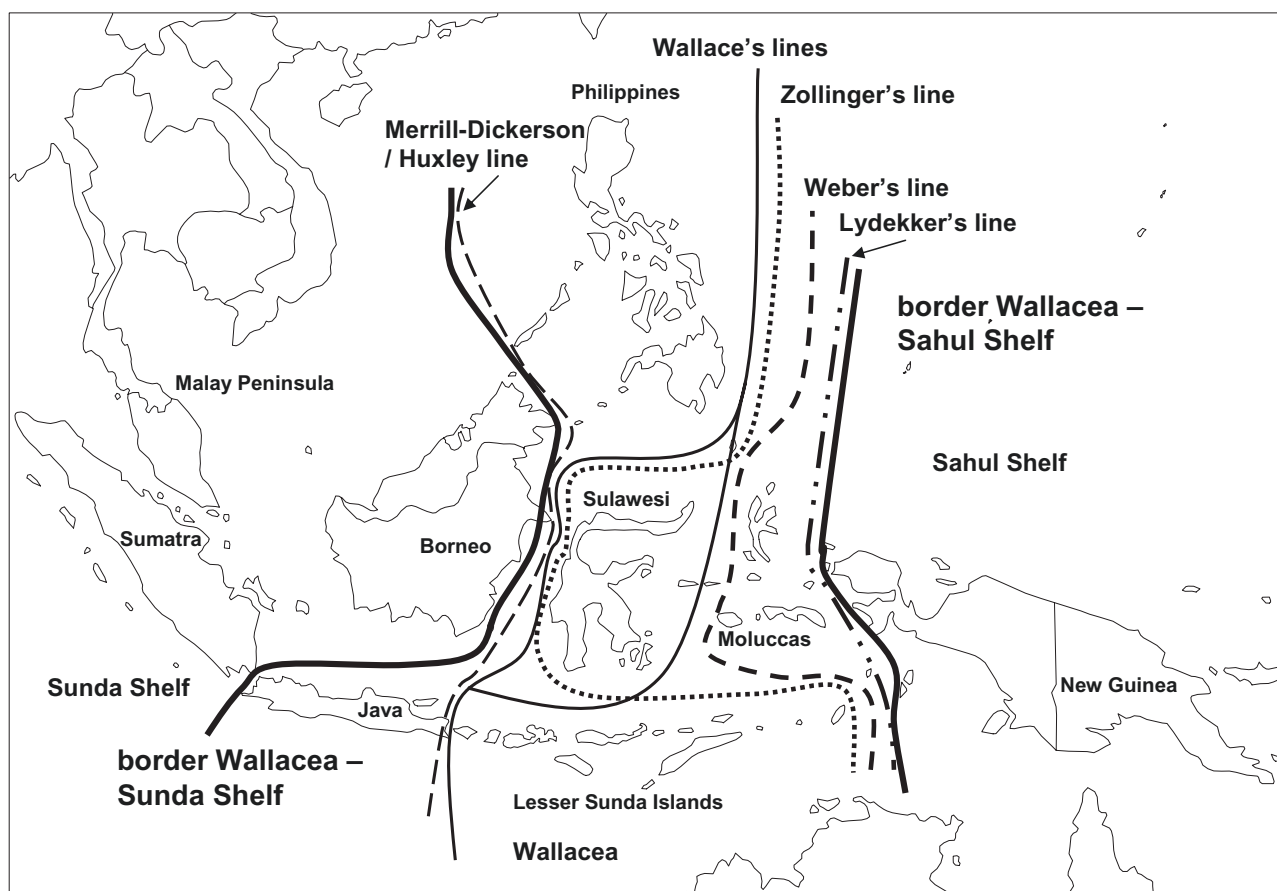 Wallace's lines
Philippines
Zollinger's line
Merrill-Dickerson
/ Huxley line
Weber's line
Lydekker's line
border Wallacea –
Sahul Shelf
Malay Peninsula
Sahul Shelf
Sulawesi
Sumatra
Borneo
Moluccas
Sunda Shelf
New Guinea
Java
border Wallacea –
Sunda Shelf
Lesser Sunda Islands
Wallacea